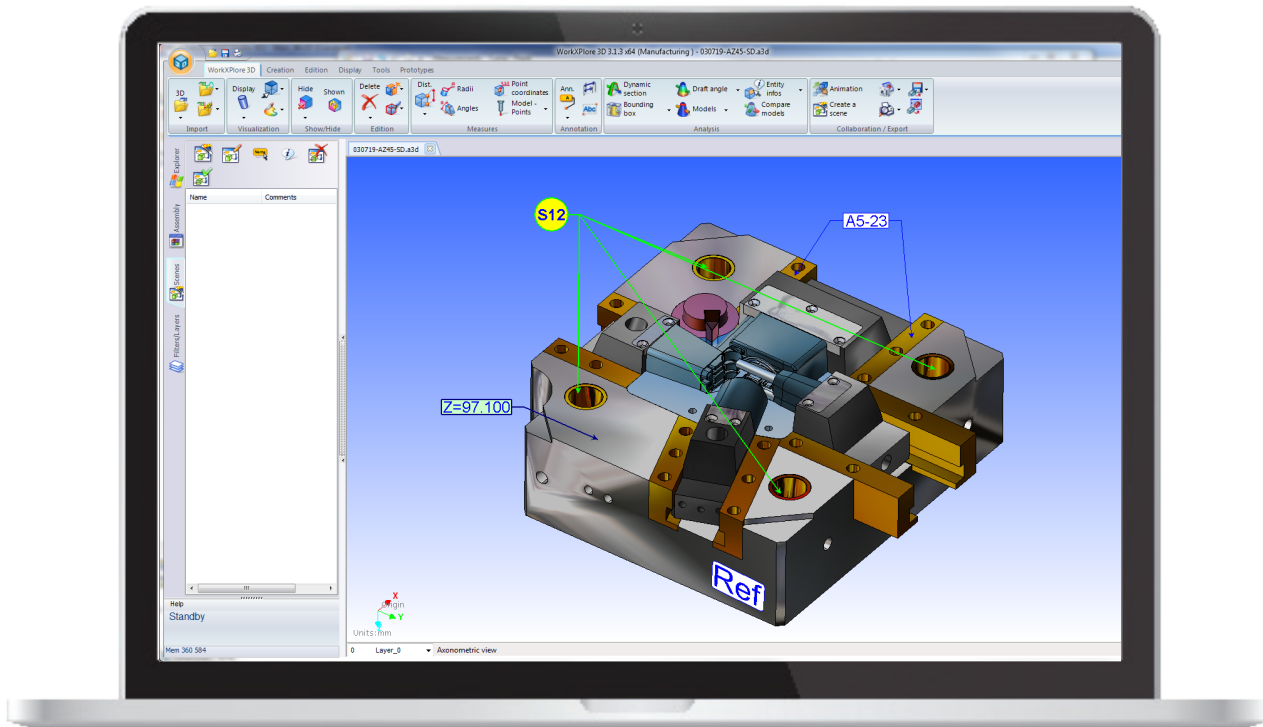 WorkXPlore 3D 3.1.3 x64 (Manufacturing ) - 030719-AZ45-SD.a3d
WorkXPlore 3D Creation Edition Display Tools Prototypes
3D Display Hide Shown Delete Dist. Radii Point coordinates Ann. Dynamic section Draft angle Entity infos Animation
Angles Model - Points Abc Bounding box Models Compare models Create a scene
Import Visualization Show/Hide Edition Measures Annotation Analysis Collaboration / Export
030719-AZ45-SD.a3d
Explorer
Assembly
Scenes
Filters/Layers
Name Comments
S12
A5-23
Z=97.100
Ref
X
Origin
Y
Units:mm
Help
Standby
Mem 360 584
0 Layer_0 Axonometric view